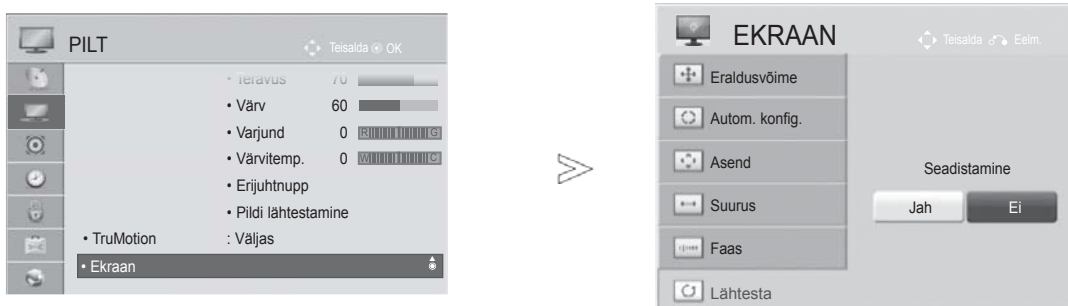 PILT
Teisalda OK
• Teravus 70
• Värv 60
• Varjund 0 R G
• Värvitemp. 0 W C
• Erijuhtnupp
• Pildi lähtestamine
• TruMotion : Väljas
• Ekraan
EKRAAN
Teisalda Eelm.
Eraldusvõime
Autom. konfig.
Asend
Suurus
Faas
Lähtesta
Seadistamine
Jah Ei